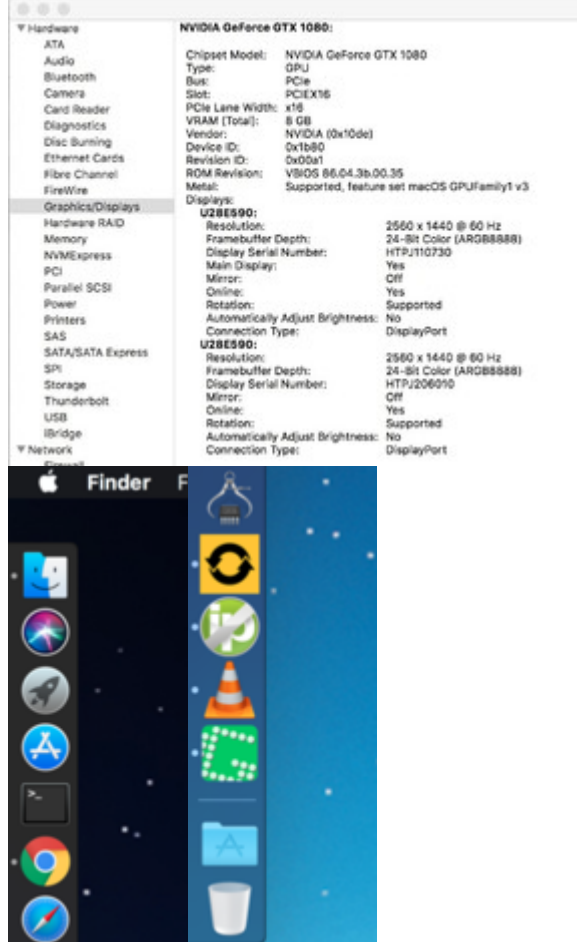 Hardware
ATA
Audio
Bluetooth
Camera
Card Reader
Diagnostics
Disc Burning
Ethernet Cards
Fibre Channel
FireWire
Graphics/Displays
Hardware RAID
Memory
NVMExpress
PCI
Parallel SCSI
Power
Printers
SAS
SATA/SATA Express
SPI
Storage
Thunderbolt
USB
iBridge
Network
Firewall
NVIDIA GeForce GTX 1080:
Chipset Model: NVIDIA GeForce GTX 1080
Type: GPU
Bus: PCIe
Slot: PCIEX16
PCIe Lane Width: x16
VRAM (Total): 8 GB
Vendor: NVIDIA (0x10de)
Device ID: 0x1b80
Revision ID: 0x00a1
ROM Revision: VBIOS 86.04.3b.00.35
Metal: Supported, feature set macOS GPUFamily1 v3
Displays:
U28E590:
Resolution: 2560 x 1440 @ 60 Hz
Framebuffer Depth: 24-Bit Color (ARGB8888)
Display Serial Number: HTPJ110730
Main Display: Yes
Mirror: Off
Online: Yes
Rotation: Supported
Automatically Adjust Brightness: No
Connection Type: DisplayPort
U28E590:
Resolution: 2560 x 1440 @ 60 Hz
Framebuffer Depth: 24-Bit Color (ARGB8888)
Display Serial Number: HTPJ206010
Mirror: Off
Online: Yes
Rotation: Supported
Automatically Adjust Brightness: No
Connection Type: DisplayPort
Finder F
>_
ip